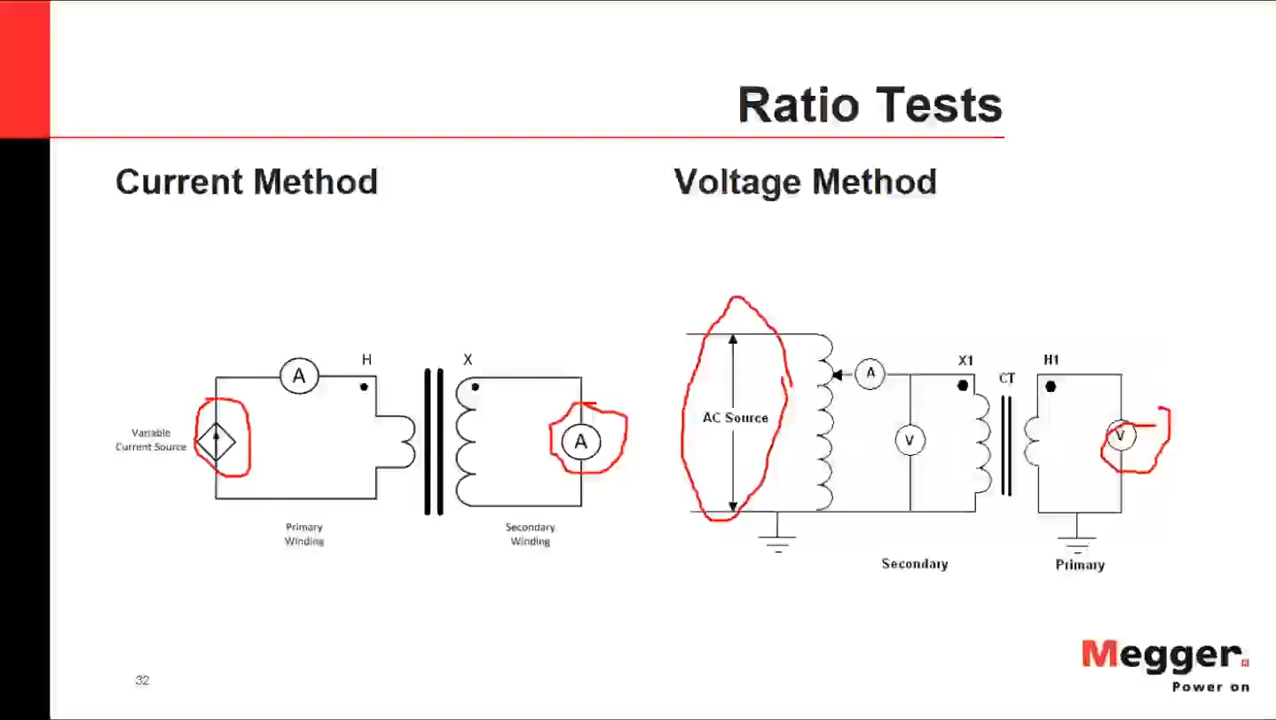 Ratio Tests
Current Method
Voltage Method
H
X
A
Variable
Current Source
A
Primary
Winding
Secondary
Winding
X1
H1
CT
A
AC Source
V
V
Secondary
Primary
32
Megger
Power on